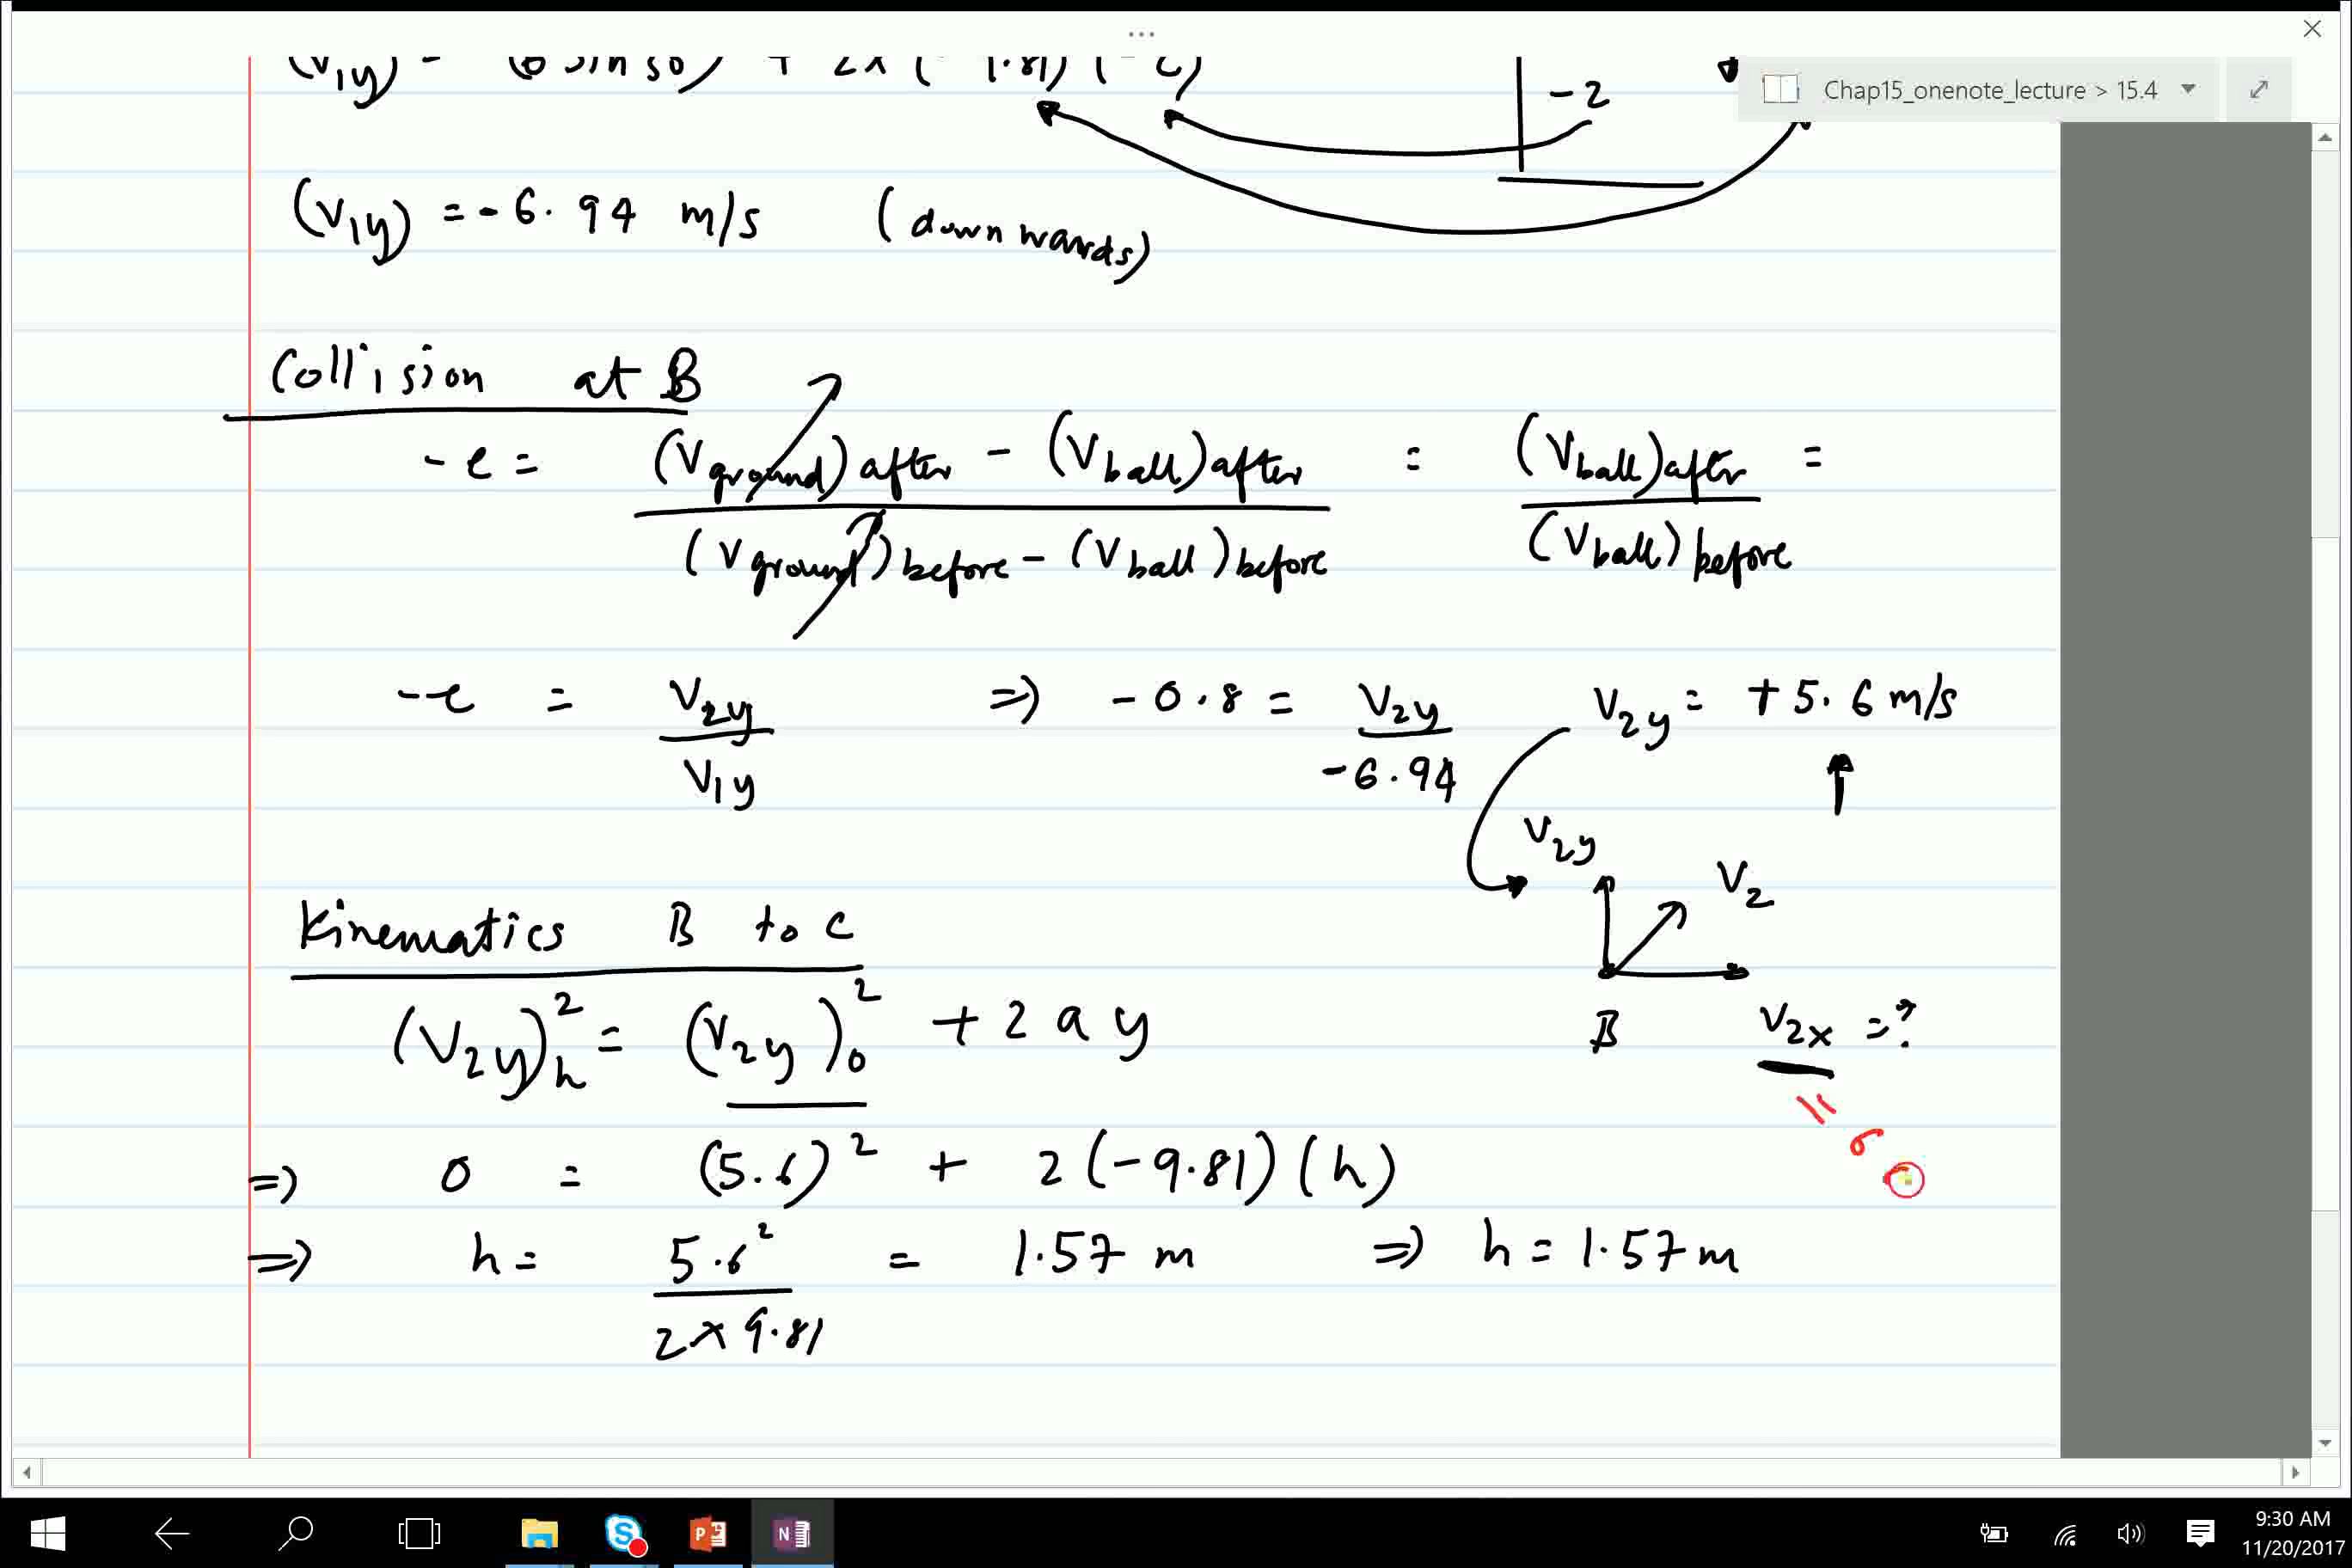 -2
Chap15_onenote_lecture > 15.4
(V1y) = -6.94 m/s (downwards)
Collision at B
-e = (Vground)after - (Vball)after = (Vball)after =
(Vground)before - (Vball)before (Vball)before
-e = V2y => -0.8 = V2y V2y = +5.6 m/s
V1y -6.94
V2y
V2
Kinematics B to C
(V2y)h² = (V2y)0² + 2 a y
B V2x = ?
=> 0 = (5.6)² + 2(-9.81)(h)
=> h = 5.6² = 1.57 m => h = 1.57 m
2 × 9.81
9:30 AM
11/20/2017